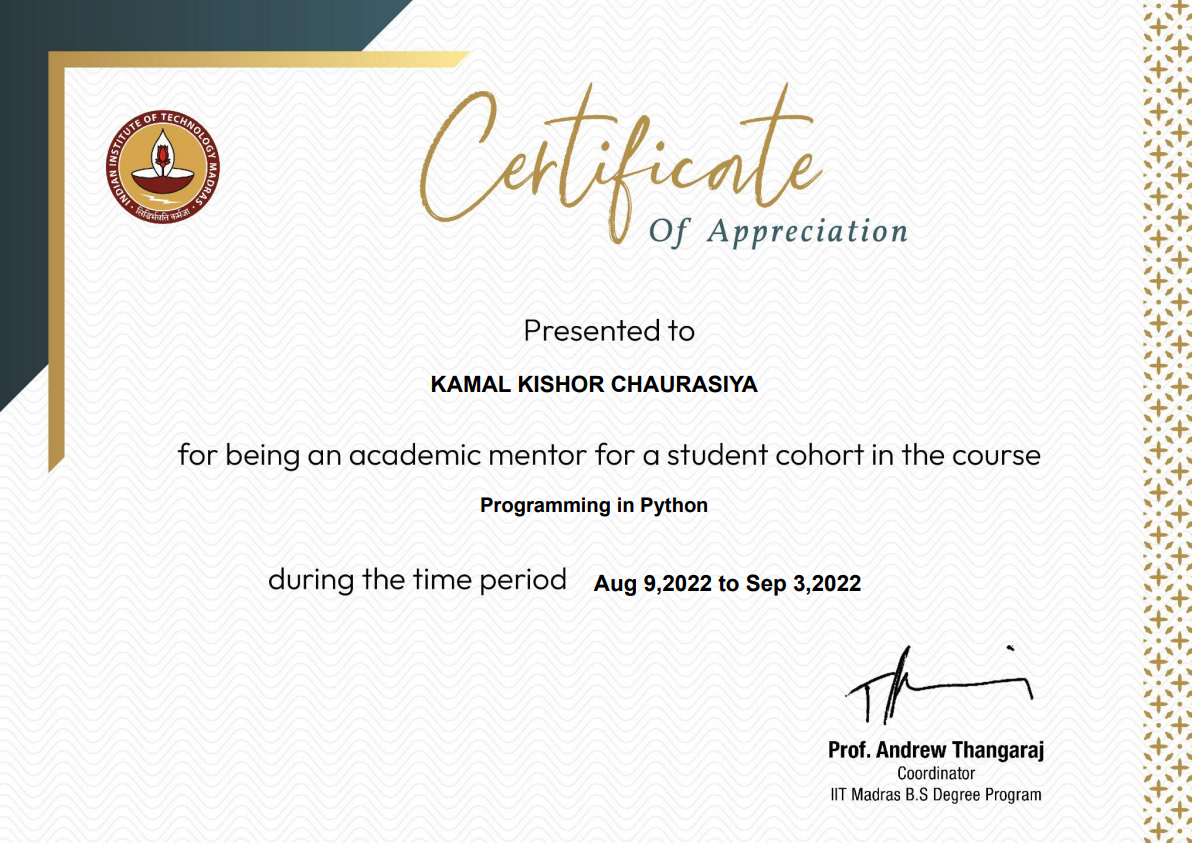 INDIAN INSTITUTE OF TECHNOLOGY MADRAS
सिद्धिर्भवति कर्मजा
Certificate
Of Appreciation
Presented to
KAMAL KISHOR CHAURASIYA
for being an academic mentor for a student cohort in the course
Programming in Python
during the time period Aug 9,2022 to Sep 3,2022
Prof. Andrew Thangaraj
Coordinator
IIT Madras B.S Degree Program